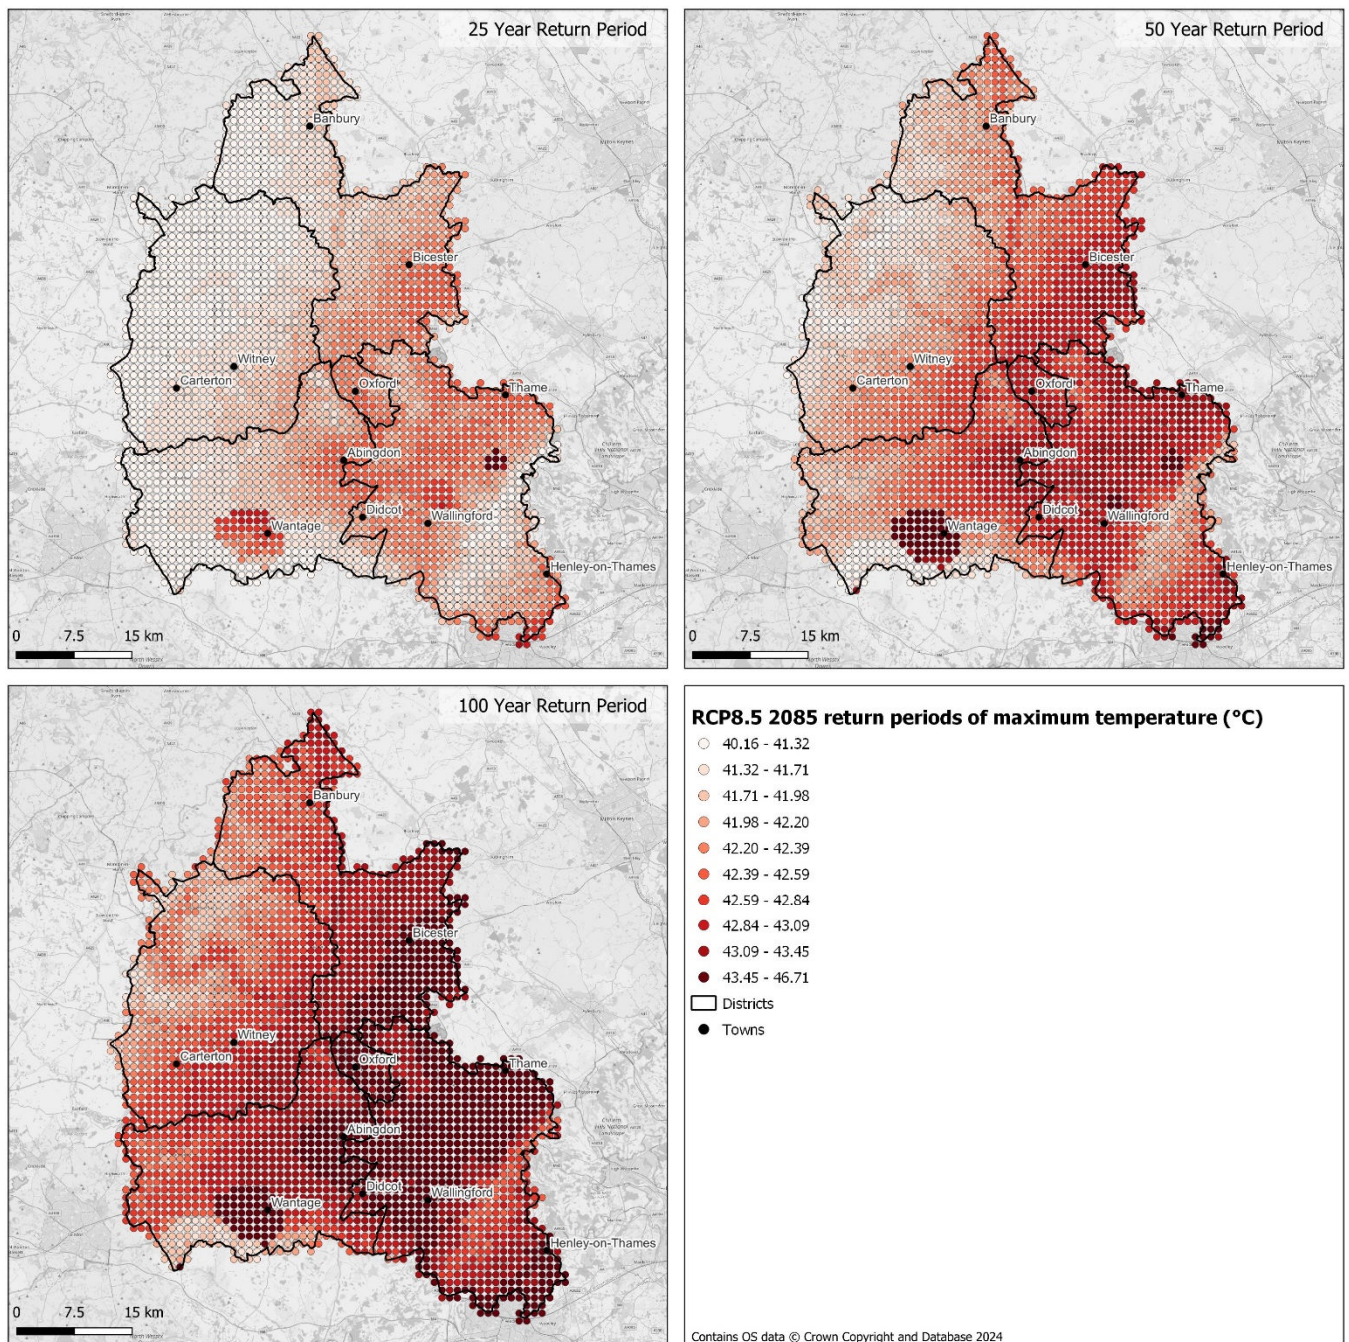 25 Year Return Period
Banbury
Bicester
Witney
Carterton
Oxford
Thame
Abingdon
Didcot
Wallingford
Wantage
Henley-on-Thames
0 7.5 15 km
50 Year Return Period
Banbury
Bicester
Witney
Carterton
Oxford
Thame
Abingdon
Didcot
Wallingford
Wantage
Henley-on-Thames
0 7.5 15 km
100 Year Return Period
Banbury
Bicester
Witney
Carterton
Oxford
Thame
Abingdon
Didcot
Wallingford
Wantage
Henley-on-Thames
0 7.5 15 km
RCP8.5 2085 return periods of maximum temperature (°C)
40.16 - 41.32
41.32 - 41.71
41.71 - 41.98
41.98 - 42.20
42.20 - 42.39
42.39 - 42.59
42.59 - 42.84
42.84 - 43.09
43.09 - 43.45
43.45 - 46.71
Districts
Towns
Contains OS data © Crown Copyright and Database 2024